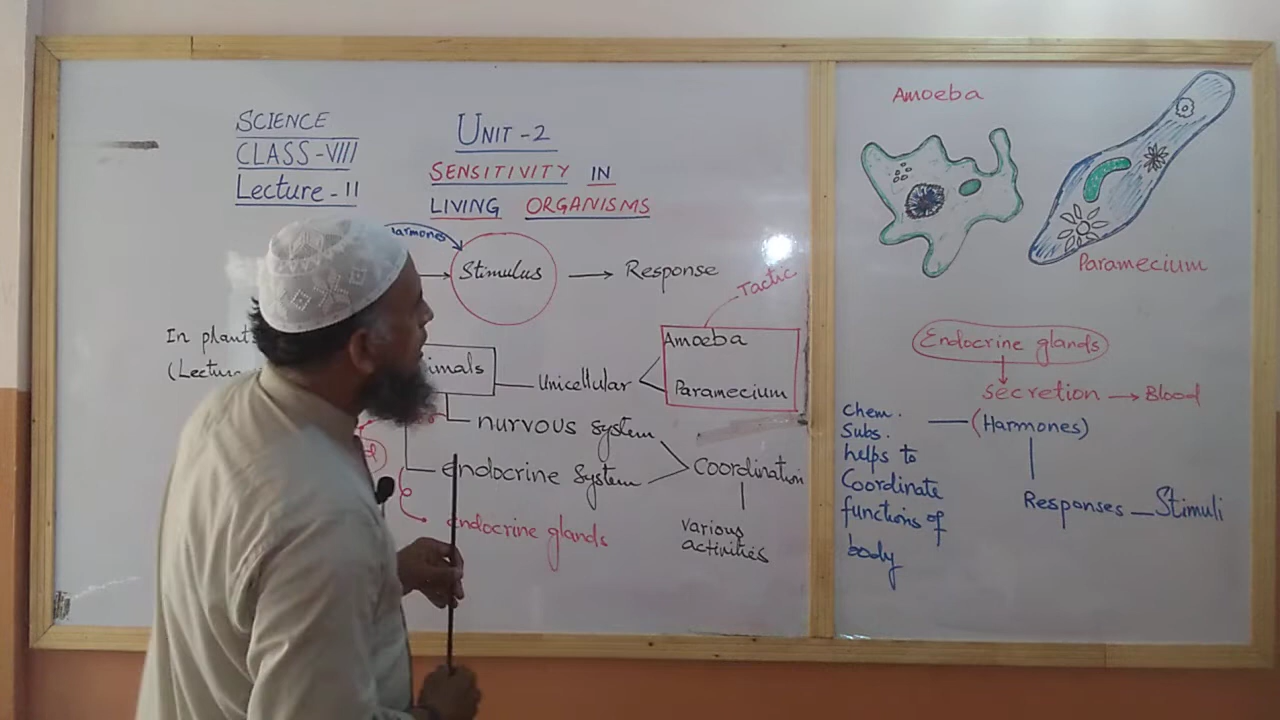 SCIENCE
CLASS-VIII
Lecture - 11
UNIT - 2
SENSITIVITY IN
LIVING ORGANISMS
Harmones
Stimulus
Response
Tactic
In plant
Unicellular
Amoeba
Paramecium
nurvous system
endocrine system
Coordination
endocrine glands
various
activities
Amoeba
Paramecium
Endocrine glands
secretion
Blood
(Harmones)
Chem.
Subs.
helps to
Coordinate
functions of
body
Responses - Stimuli